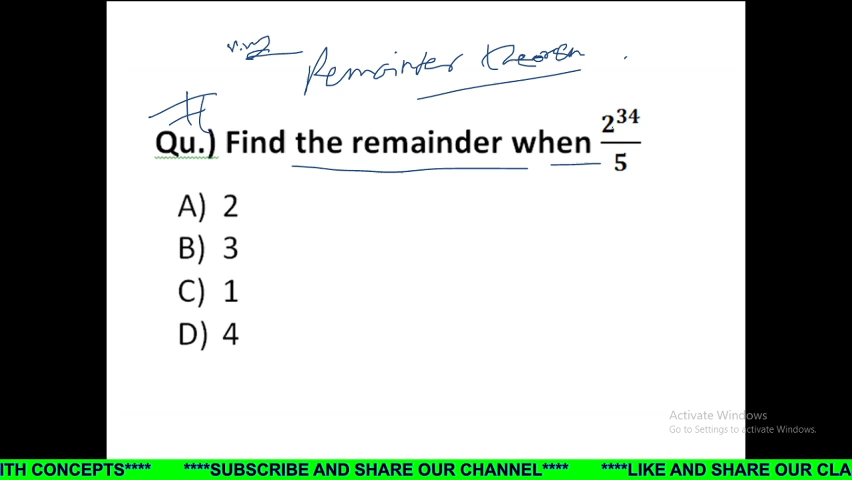 Remainder theorem
Qu.) Find the remainder when 2^34/5
A) 2
B) 3
C) 1
D) 4
Activate Windows
Go to Settings to activate Windows.
ITH CONCEPTS**** ****SUBSCRIBE AND SHARE OUR CHANNEL**** ****LIKE AND SHARE OUR CLA